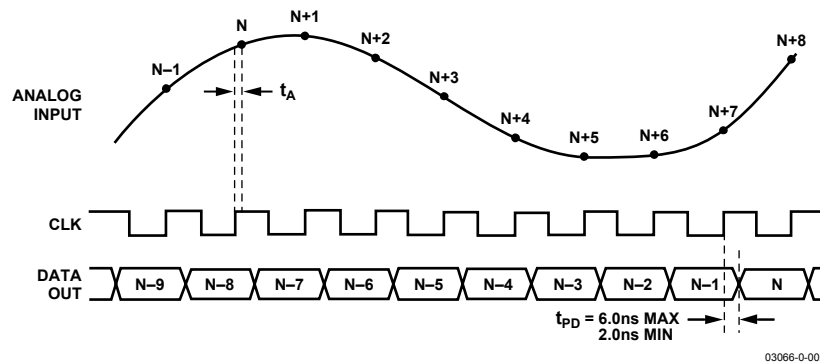 N+1
N
N+8
N+2
N–1
N+3
tA
ANALOG
INPUT
N+7
N+4
N+5
N+6
CLK
DATA
OUT
N–9 N–8 N–7 N–6 N–5 N–4 N–3 N–2 N–1 N
tPD = 6.0ns MAX
2.0ns MIN
03066-0-00